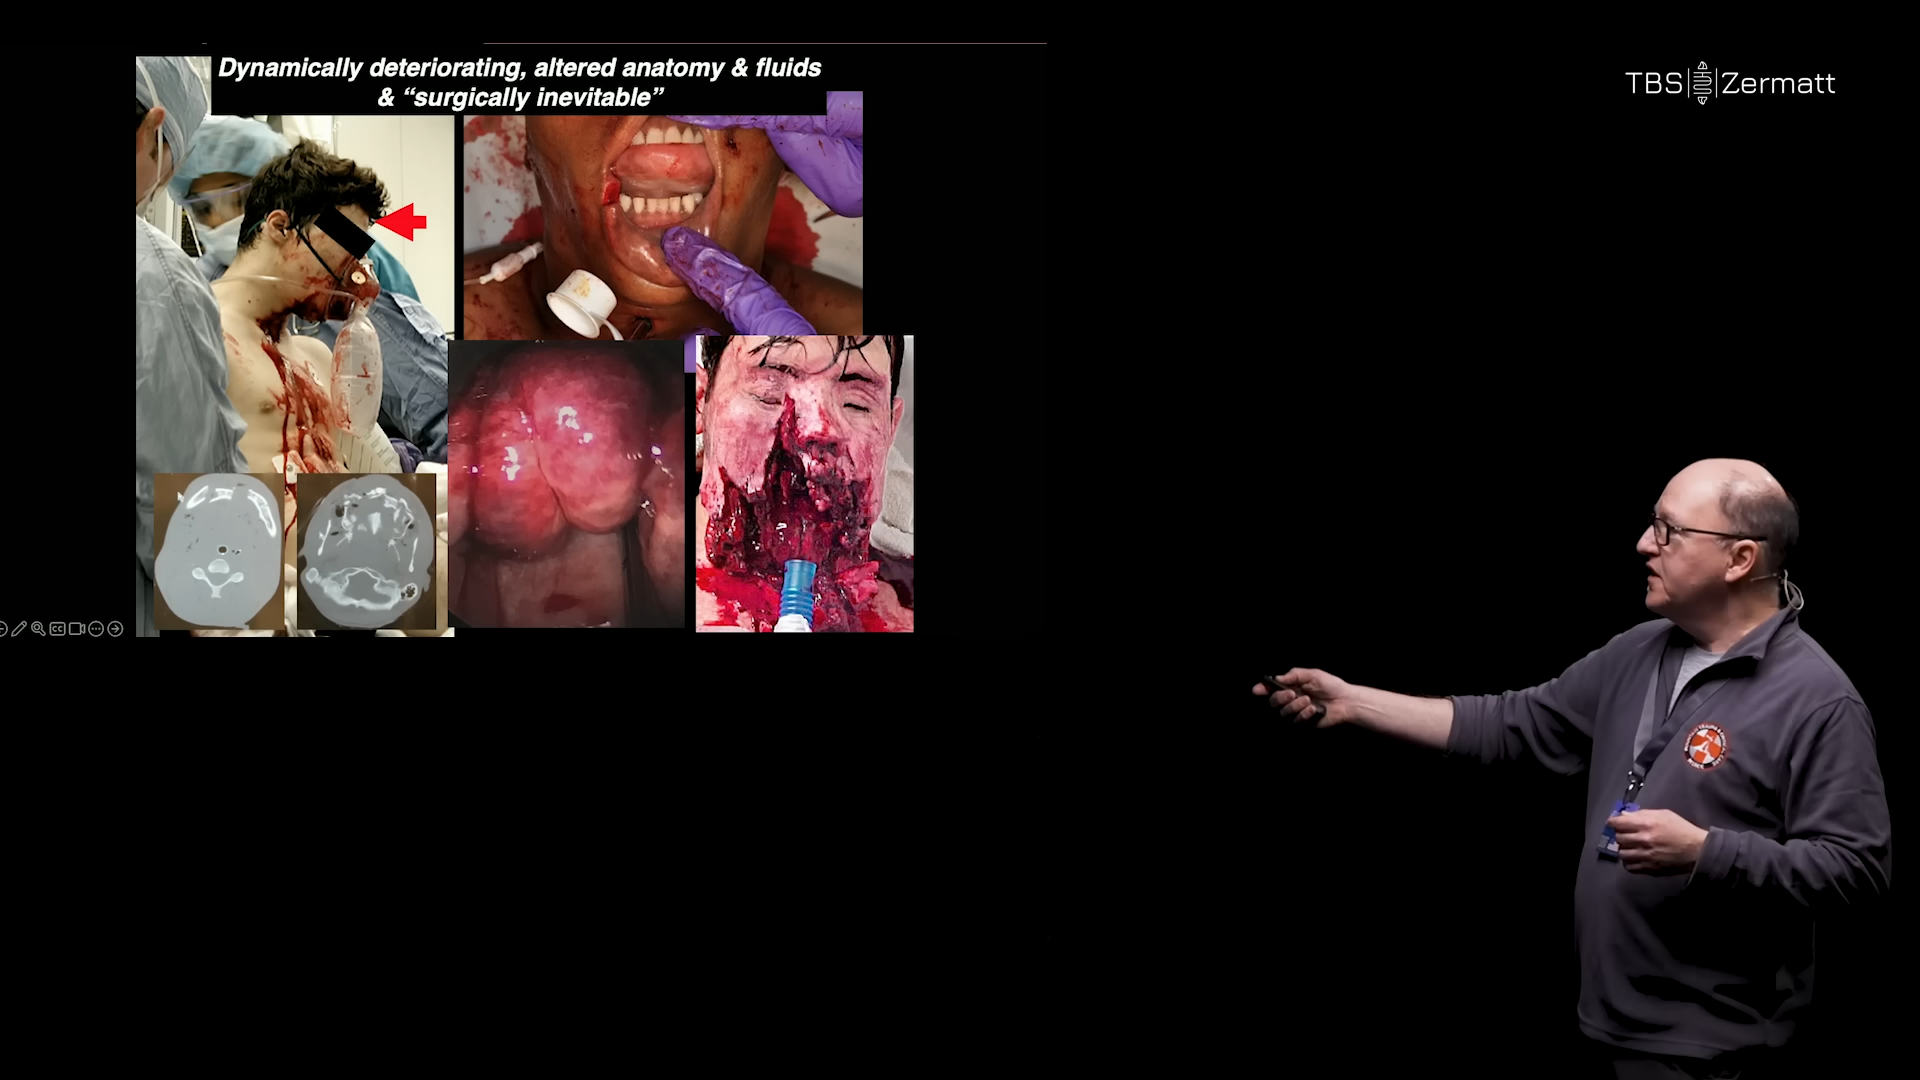 Dynamically deteriorating, altered anatomy & fluids
& “surgically inevitable”
TBS Zermatt